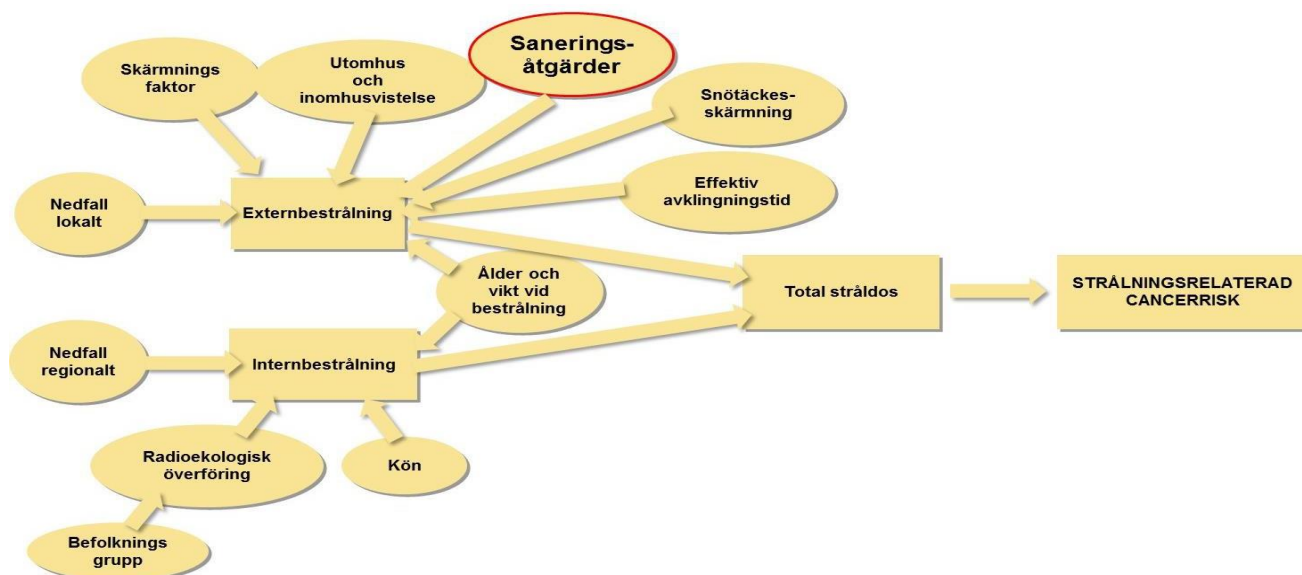 Sanerings-
åtgärder
Skärmnings
faktor
Utomhus
och
inomhusvistelse
Snötäckes-
skärmning
Effektiv
avklingningstid
Nedfall
lokalt
Externbestrålning
Ålder och
vikt vid
bestrålning
Total stråldos
STRÅLNINGSRELATERAD
CANCERRISK
Nedfall
regionalt
Internbestrålning
Radioekologisk
överföring
Kön
Befolknings
grupp